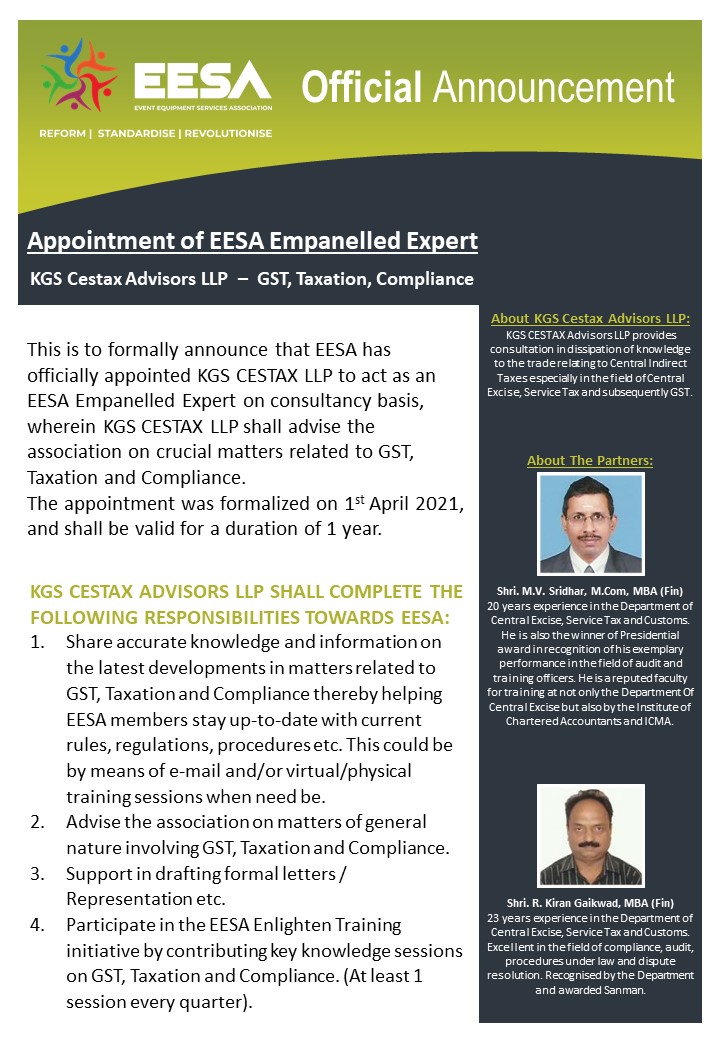 EESA
EVENT EQUIPMENT SERVICES ASSOCIATION
REFORM | STANDARDISE | REVOLUTIONISE
Official Announcement
Appointment of EESA Empanelled Expert
KGS Cestax Advisors LLP – GST, Taxation, Compliance
This is to formally announce that EESA has
officially appointed KGS CESTAX LLP to act as an
EESA Empanelled Expert on consultancy basis,
wherein KGS CESTAX LLP shall advise the
association on crucial matters related to GST,
Taxation and Compliance.
The appointment was formalized on 1st April 2021,
and shall be valid for a duration of 1 year.
KGS CESTAX ADVISORS LLP SHALL COMPLETE THE
FOLLOWING RESPONSIBILITIES TOWARDS EESA:
1. Share accurate knowledge and information on
the latest developments in matters related to
GST, Taxation and Compliance thereby helping
EESA members stay up-to-date with current
rules, regulations, procedures etc. This could be
by means of e-mail and/or virtual/physical
training sessions when need be.
2. Advise the association on matters of general
nature involving GST, Taxation and Compliance.
3. Support in drafting formal letters /
Representation etc.
4. Participate in the EESA Enlighten Training
initiative by contributing key knowledge sessions
on GST, Taxation and Compliance. (At least 1
session every quarter).
About KGS Cestax Advisors LLP:
KGS CESTAX Advisors LLP provides
consultation in dissipation of knowledge
to the trade relating to Central Indirect
Taxes especially in the field of Central
Excise, Service Tax and subsequently GST.
About The Partners:
Shri. M.V. Sridhar, M.Com, MBA (Fin)
20 years experience in the Department of
Central Excise, Service Tax and Customs.
He is also the winner of Presidential
award in recognition of his exemplary
performance in the field of audit and
training officers. He is a reputed faculty
for training at not only the Department Of
Central Excise but also by the Institute of
Chartered Accountants and ICMA.
Shri. R. Kiran Gaikwad, MBA (Fin)
23 years experience in the Department of
Central Excise, Service Tax and Customs.
Excellent in the field of compliance, audit,
procedures under law and dispute
resolution. Recognised by the Department
and awarded Sanman.